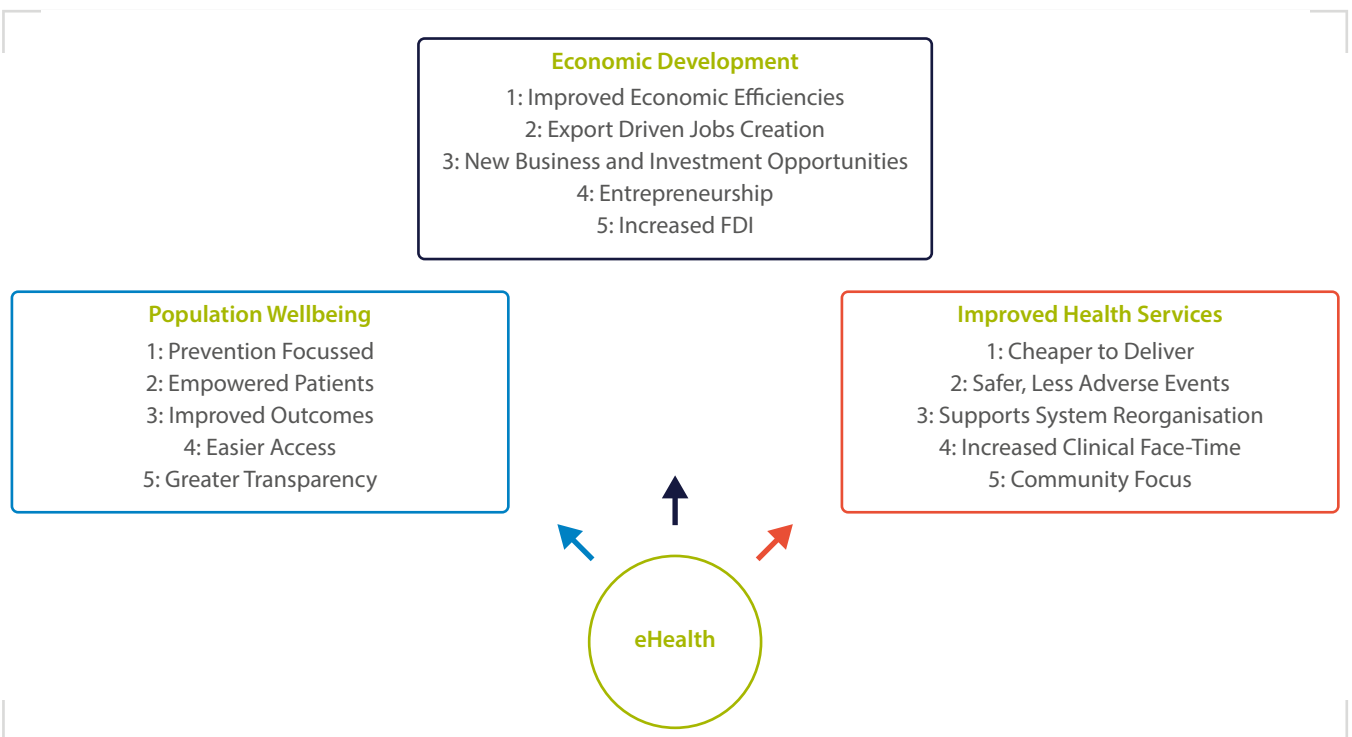 Economic Development
1: Improved Economic Efficiencies
2: Export Driven Jobs Creation
3: New Business and Investment Opportunities
4: Entrepreneurship
5: Increased FDI
Population Wellbeing
1: Prevention Focussed
2: Empowered Patients
3: Improved Outcomes
4: Easier Access
5: Greater Transparency
Improved Health Services
1: Cheaper to Deliver
2: Safer, Less Adverse Events
3: Supports System Reorganisation
4: Increased Clinical Face-Time
5: Community Focus
eHealth